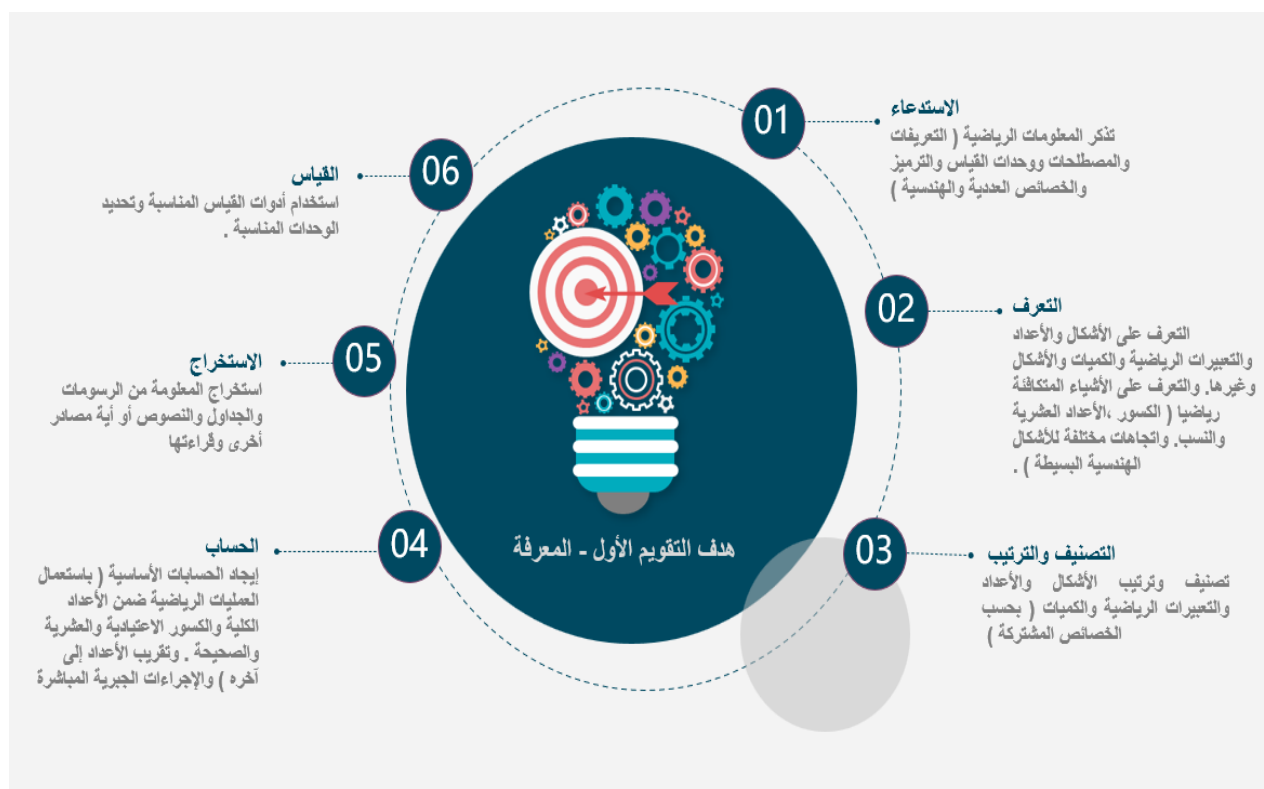 01
الاستدعاء
تذكر المعلومات الرياضية ( التعريفات
والمصطلحات ووحدات القياس والترميز
والخصائص العددية والهندسية )
02
التعرف
التعرف على الأشكال والأعداد
والتعبيرات الرياضية والكميات والأشكال
وغيرها. والتعرف على الأشياء المتكافئة
رياضيا ( الكسور ،الأعداد العشرية
والنسب. واتجاهات مختلفة للأشكال
الهندسية البسيطة ) .
03
التصنيف والترتيب
تصنيف وترتيب الأشكال والأعداد
والتعبيرات الرياضية والكميات ( بحسب
الخصائص المشتركة )
04
الحساب
إيجاد الحسابات الأساسية ( باستعمال
العمليات الرياضية ضمن الأعداد
الكلية والكسور الاعتيادية والعشرية
والصحيحة . وتقريب الأعداد إلى
آخره ) والإجراءات الجبرية المباشرة
05
الاستخراج
استخراج المعلومة من الرسومات
والجداول والنصوص أو أية مصادر
أخرى وقراءتها
06
القياس
استخدام أدوات القياس المناسبة وتحديد
الوحدات المناسبة .
هدف التقويم الأول - المعرفة